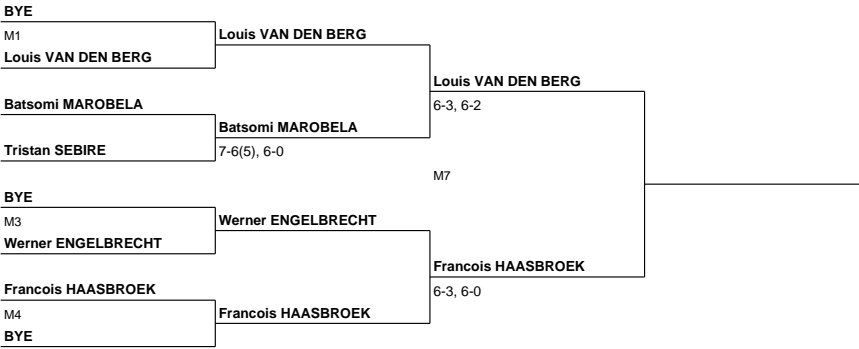 BYE
M1
Louis VAN DEN BERG
Louis VAN DEN BERG
Batsomi MAROBELA
Tristan SEBIRE
Batsomi MAROBELA
7-6(5), 6-0
Louis VAN DEN BERG
6-3, 6-2
M7
BYE
M3
Werner ENGELBRECHT
Werner ENGELBRECHT
Francois HAASBROEK
M4
BYE
Francois HAASBROEK
Francois HAASBROEK
6-3, 6-0